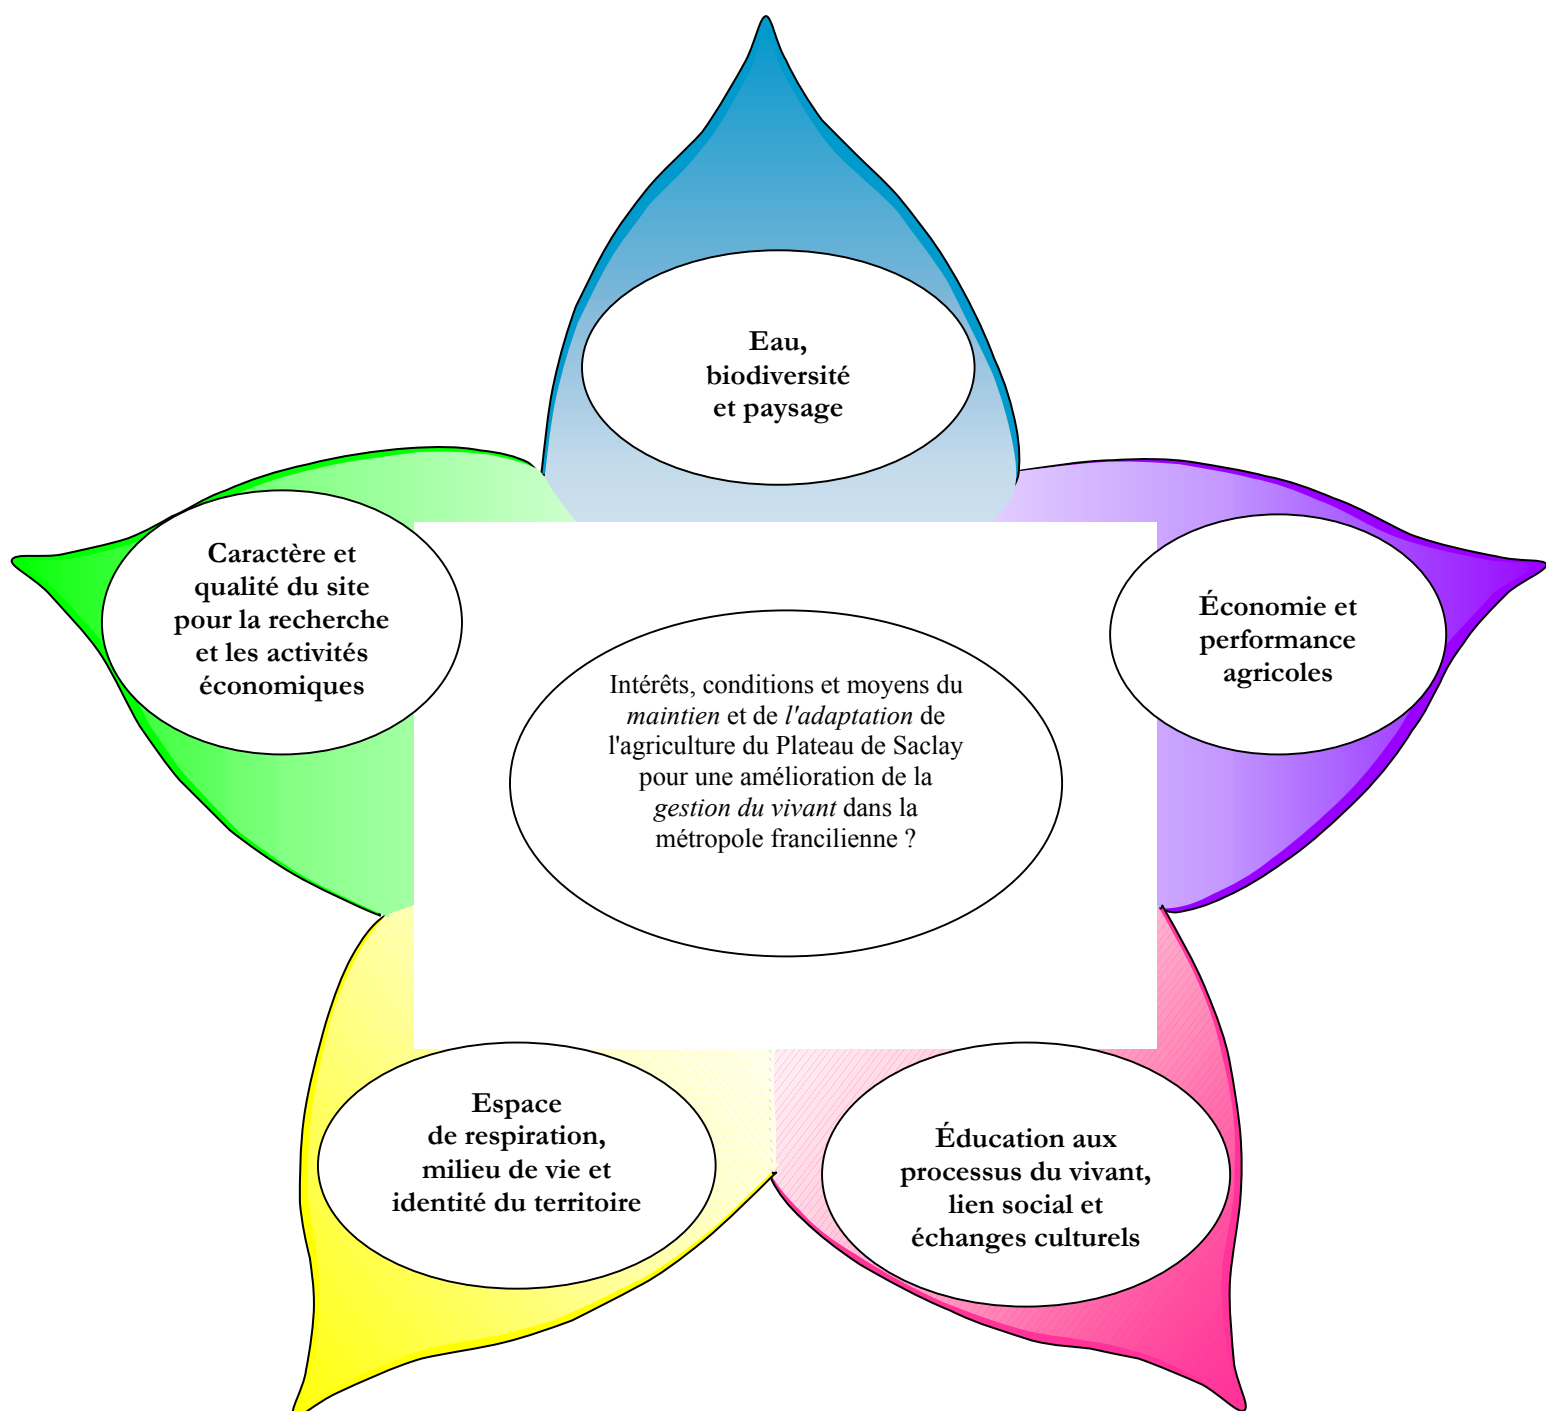 Eau,
biodiversité
et paysage
Caractère et
qualité du site
pour la recherche
et les activités
économiques
Économie et
performance
agricoles
Intérêts, conditions et moyens du
maintien et de l'adaptation de
l'agriculture du Plateau de Saclay
pour une amélioration de la
gestion du vivant dans la
métropole francilienne ?
Espace
de respiration,
milieu de vie et
identité du territoire
Éducation aux
processus du vivant,
lien social et
échanges culturels